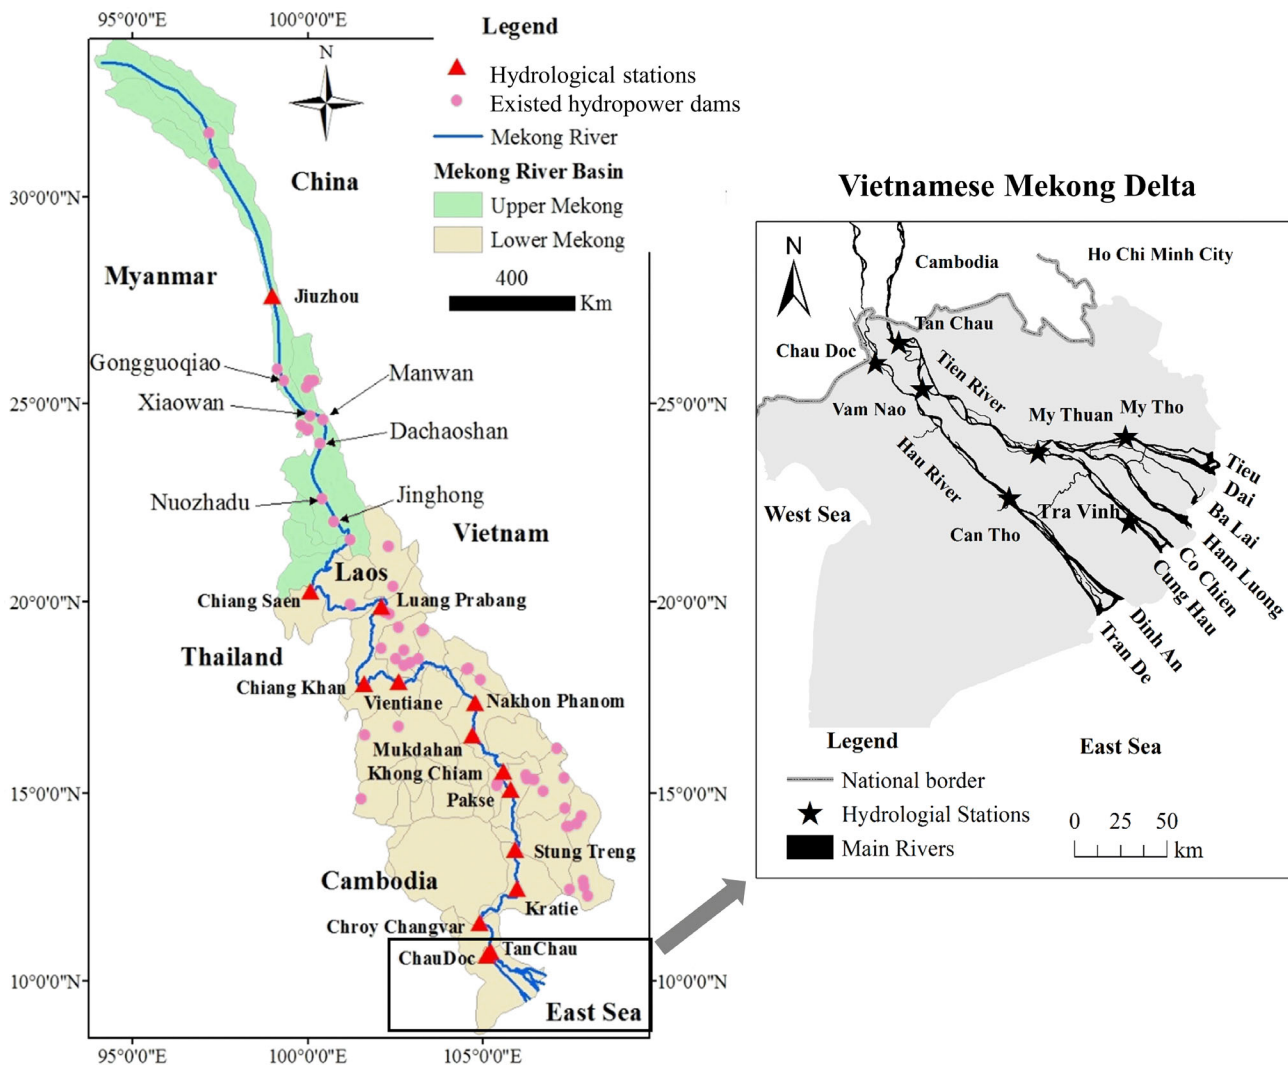 95°0'0"E
100°0'0"E
Legend
N
Hydrological stations
Existed hydropower dams
Mekong River
Mekong River Basin
Upper Mekong
Lower Mekong
400
Km
30°0'0"N
25°0'0"N
20°0'0"N
15°0'0"N
10°0'0"N
China
Myanmar
Jiuzhou
Gongguoqiao
Manwan
Xiaowan
Dachaoshan
Nuozhadu
Jinghong
Vietnam
Laos
Chiang Saen
Luang Prabang
Thailand
Chiang Khan
Vientiane
Nakhon Phanom
Mukdahan
Khong Chiam
Pakse
Stung Treng
Cambodia
Kratie
Chroy Changvar
TanChau
ChauDoc
East Sea
25°0'0"N
20°0'0"N
15°0'0"N
10°0'0"N
95°0'0"E
100°0'0"E
105°0'0"E
Vietnamese Mekong Delta
N
Cambodia
Ho Chi Minh City
Tan Chau
Chau Doc
Tien River
Vam Nao
My Thuan
My Tho
Hau River
Tieu
Dai
Ba Lai
Ham Luong
Co Chien
Cung Hau
Dinh An
Tran De
West Sea
Tra Vinh
Can Tho
Legend
East Sea
National border
Hydrologial Stations
Main Rivers
0 25 50
km